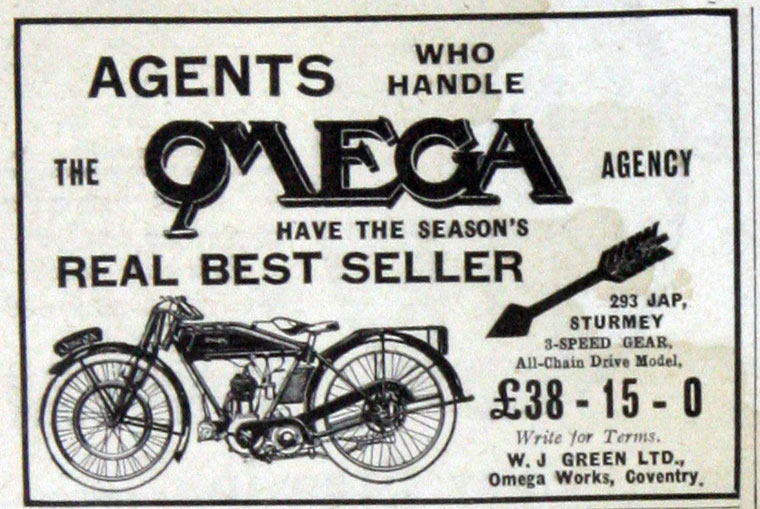 AGENTS WHO HANDLE
THE OMEGA AGENCY
HAVE THE SEASON'S
REAL BEST SELLER
293 JAP,
STURMEY
3-SPEED GEAR,
All-Chain Drive Model,
£38 - 15 - 0
Write for Terms.
W. J GREEN LTD.,
Omega Works, Coventry.